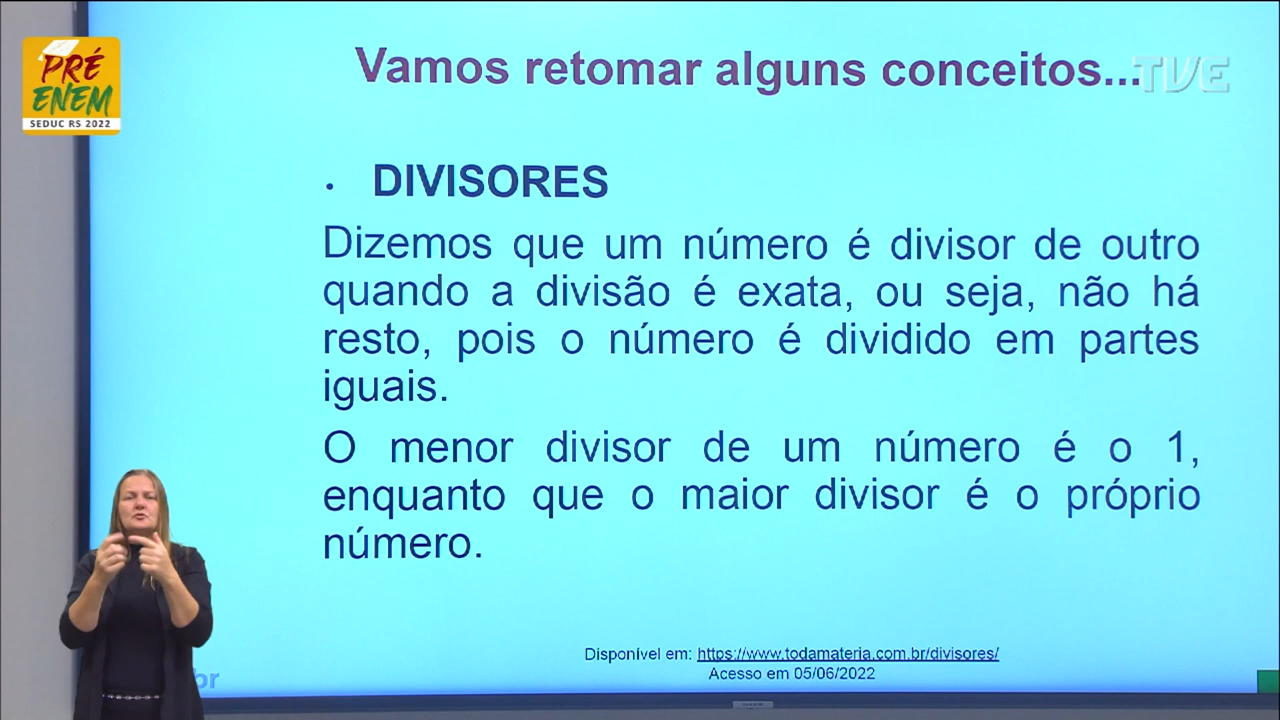 PRÉ
ENEM
SEDUC RS 2022
Vamos retomar alguns conceitos...
TVE
• DIVISORES
Dizemos que um número é divisor de outro
quando a divisão é exata, ou seja, não há
resto, pois o número é dividido em partes
iguais.
O menor divisor de um número é o 1,
enquanto que o maior divisor é o próprio
número.
Disponível em: https://www.todamateria.com.br/divisores/
Acesso em 05/06/2022